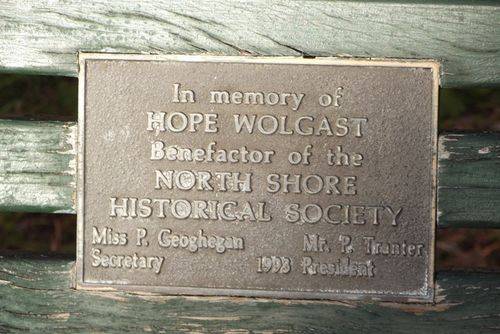 In memory of
HOPE WOLGAST
Benefactor of the
NORTH SHORE
HISTORICAL SOCIETY
Miss P. Geoghegan Mr. P. Tranter
Secretary 1993 President